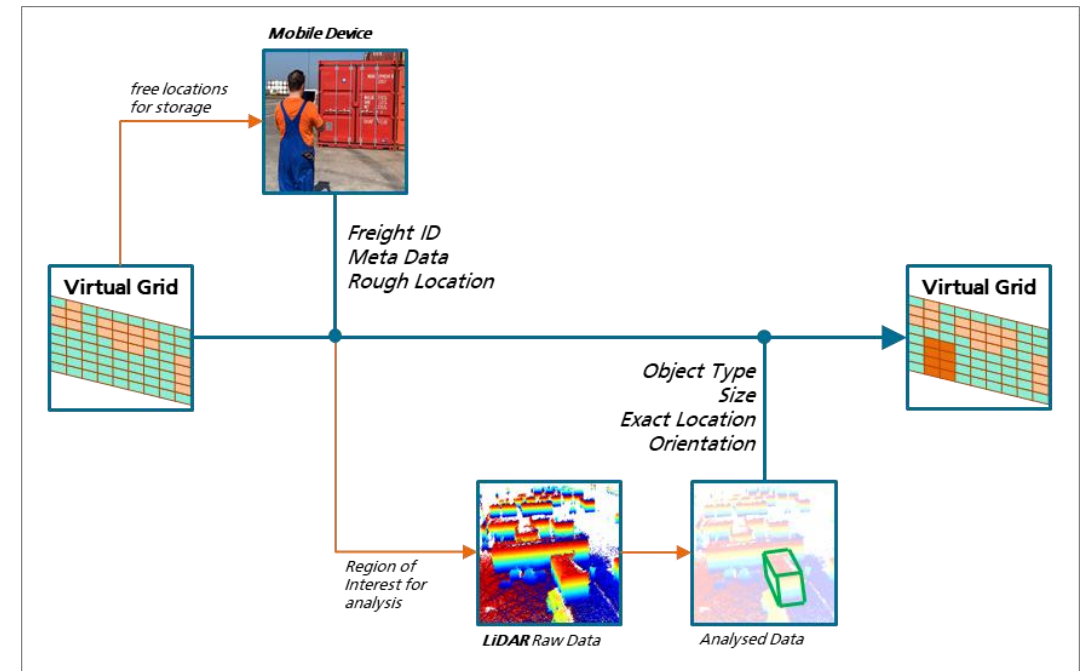 Mobile Device
free locations
for storage
Freight ID
Meta Data
Rough Location
Virtual Grid
Virtual Grid
Object Type
Size
Exact Location
Orientation
Region of
Interest for
analysis
LiDAR Raw Data
Analysed Data